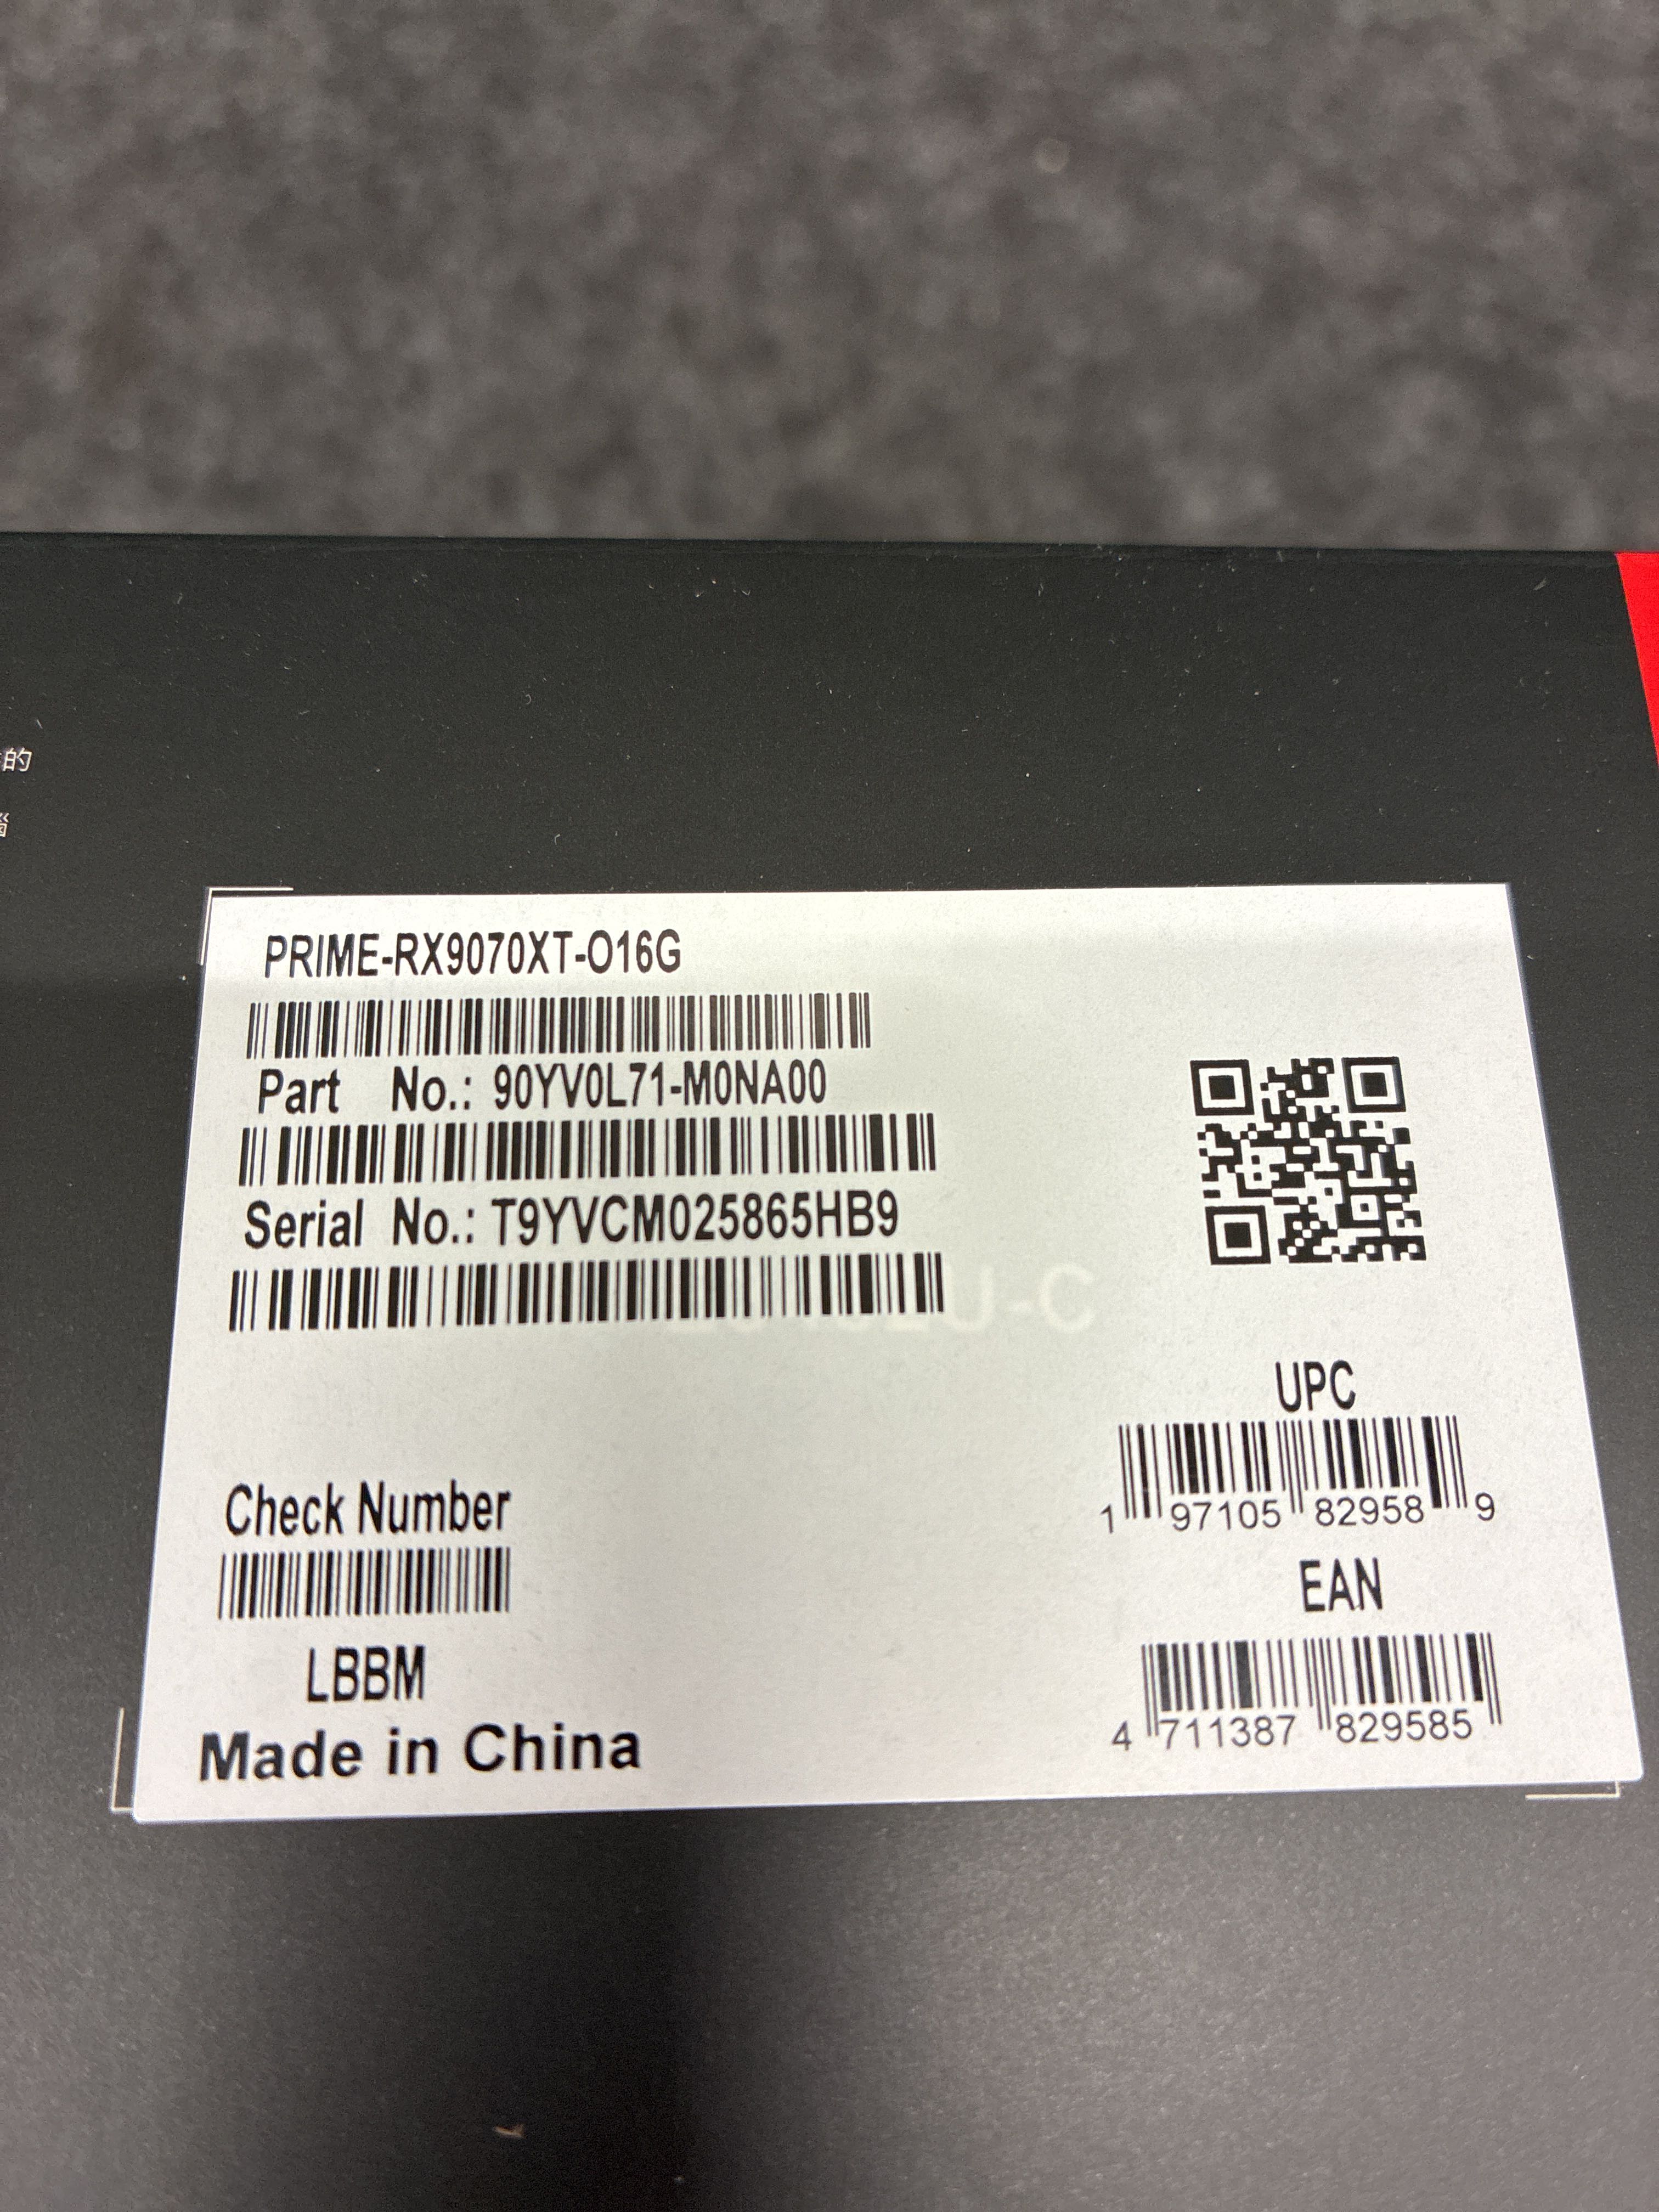 的
PRIME-RX9070XT-O16G
Part No.: 90YV0L71-M0NA00
Serial No.: T9YVCM025865HB9
U-C
UPC
1 97105 82958 9
Check Number
EAN
LBBM
4 711387 829585
Made in China